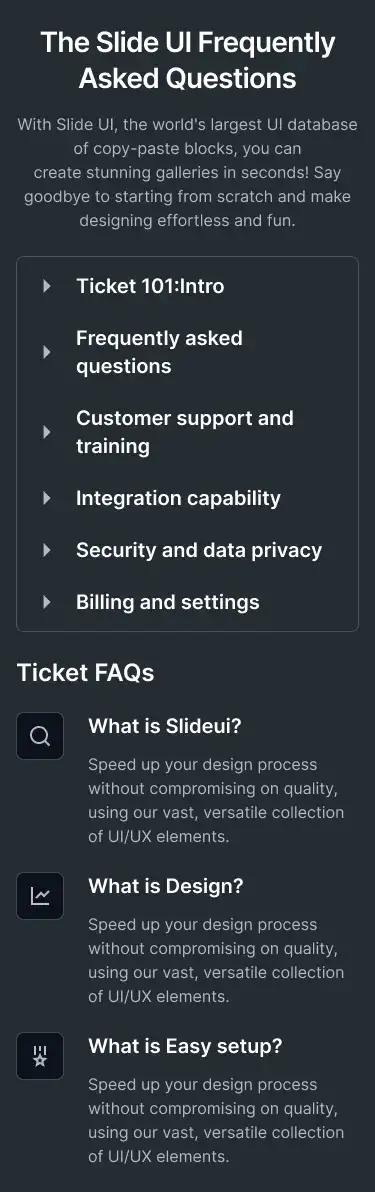 The Slide UI Frequently
Asked Questions
With Slide UI, the world's largest UI database
of copy-paste blocks, you can
create stunning galleries in seconds! Say
goodbye to starting from scratch and make
designing effortless and fun.
Ticket 101:Intro
Frequently asked
questions
Customer support and
training
Integration capability
Security and data privacy
Billing and settings
Ticket FAQs
What is Slideui?
Speed up your design process
without compromising on quality,
using our vast, versatile collection
of UI/UX elements.
What is Design?
Speed up your design process
without compromising on quality,
using our vast, versatile collection
of UI/UX elements.
What is Easy setup?
Speed up your design process
without compromising on quality,
using our vast, versatile collection
of UI/UX elements.